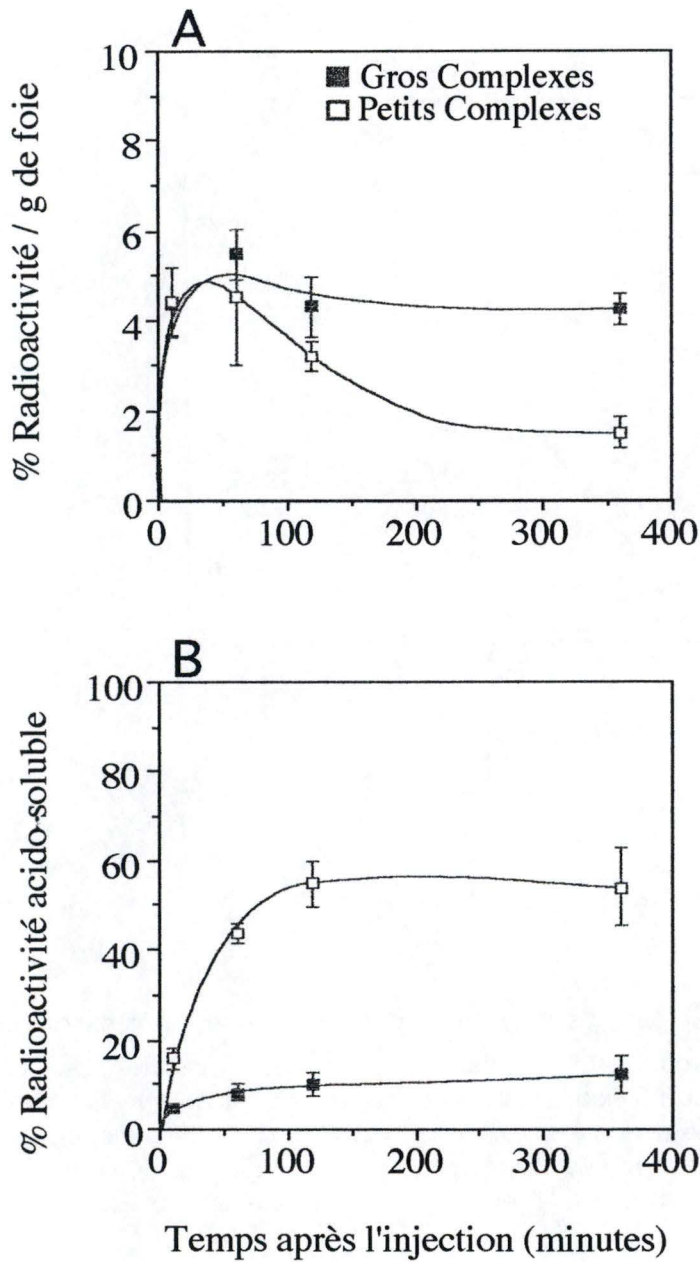 A
% Radioactivité / g de foie
10
8
6
4
2
0
■ Gros Complexes
□ Petits Complexes
0 100 200 300 400
B
% Radioactivité acido-soluble
100
80
60
40
20
0
0 100 200 300 400
Temps après l'injection (minutes)